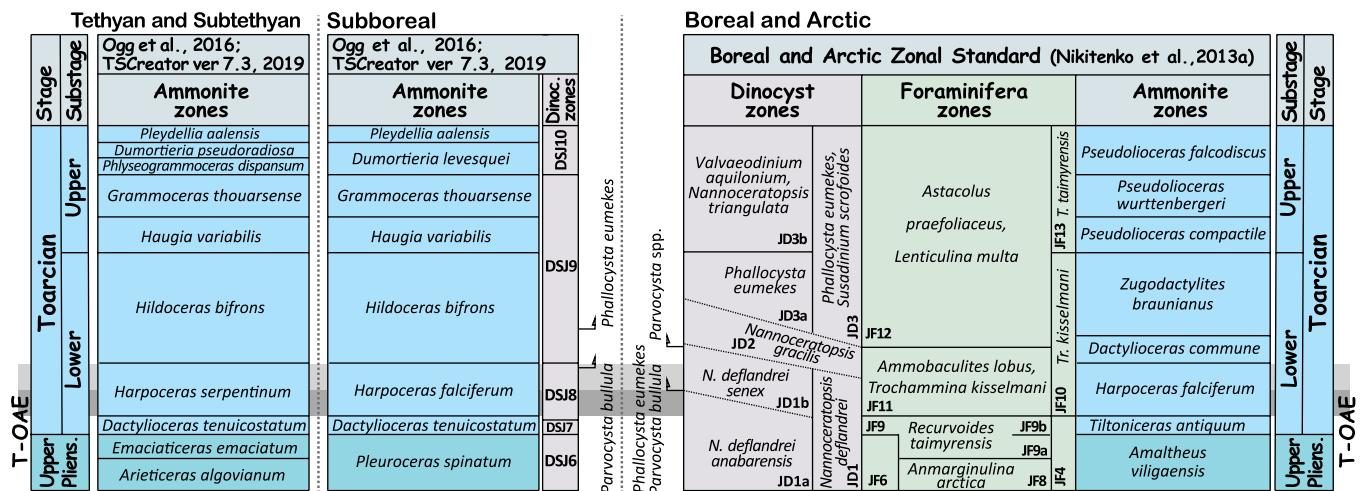 Tethyan and Subtethyan
Subboreal
Boreal and Arctic
Stage
Substage
Ogg et al., 2016;
TSCreator ver 7.3, 2019
Ammonite
zones
Ogg et al., 2016;
TSCreator ver 7.3, 2019
Ammonite
zones
Dinoc.
zones
Boreal and Arctic Zonal Standard (Nikitenko et al.,2013a)
Dinocyst
zones
Foraminifera
zones
Ammonite
zones
Substage
Stage
Toarcian
Upper
Lower
Upper
Pliens.
T-OAE
Pleydellia aalensis
Dumortieria pseudoradiosa
Phlyseogrammoceras dispansum
Grammoceras thouarsense
Haugia variabilis
Hildoceras bifrons
Harpoceras serpentinum
Dactylioceras tenuicostatum
Emaciaticeras emaciatum
Arieticeras algovianum
Pleydellia aalensis
Dumortieria levesquei
Grammoceras thouarsense
Haugia variabilis
Hildoceras bifrons
Harpoceras falciferum
Dactylioceras tenuicostatum
Pleuroceras spinatum
DSJ10
DSJ9
DSJ8
DSJ7
DSJ6
Phallocysta eumekes
Parvocysta bullula
Parvocysta spp.
Phallocysta eumekes
Parvocysta bullula
Valvaeodinium
aquilonium,
Nannoceratopsis
triangulata
JD3b
Phallocysta
eumekes
JD3a
Phallocysta eumekes,
Susadinium scrofoides
JD3
Nannoceratopsis
gracilis
JD2
N. deflandrei
senex
JD1b
N. deflandrei
anabarensis
JD1a
Nannoceratopsis
deflandrei
JD1
Astacolus
praefoliaceus,
Lenticulina multa
JF12
Ammobaculites lobus,
Trochammina kisselmani
JF11
JF9
Recurvoides
taimyrensis
JF9b
JF9a
JF6
Anmarginulina
arctica
JF8
JF13 T. taimyrensis
Tr. kisselmani
JF10
JF4
Pseudolioceras falcodiscus
Pseudolioceras
wurttenbergeri
Pseudolioceras compactile
Zugodactylites
braunianus
Dactylioceras commune
Harpoceras falciferum
Tiltoniceras antiquum
Amaltheus
viligaensis
Upper
Lower
Upper
Pliens.
Toarcian
T-OAE